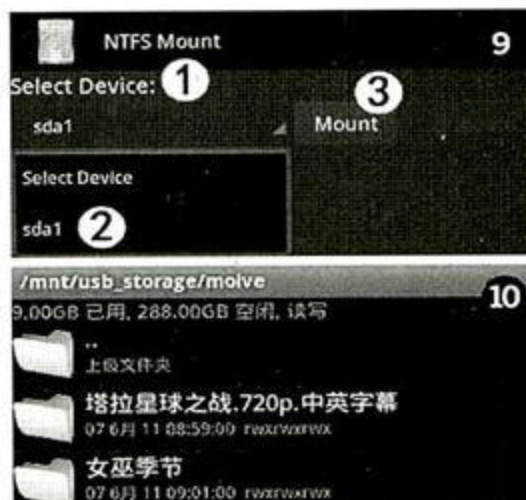 NTFS Mount
9
Select Device: 1
3
sda1
Mount
Select Device
sda1 2
/mnt/usb_storage/moive
10
9.00GB 已用, 288.00GB 空闲, 读写
..
上级文件夹
塔拉星球之战.720p.中英字幕
07 6月 11 08:59:00 rwxrwxrwx
女巫季节
07 6月 11 09:01:00 rwxrwxrwx